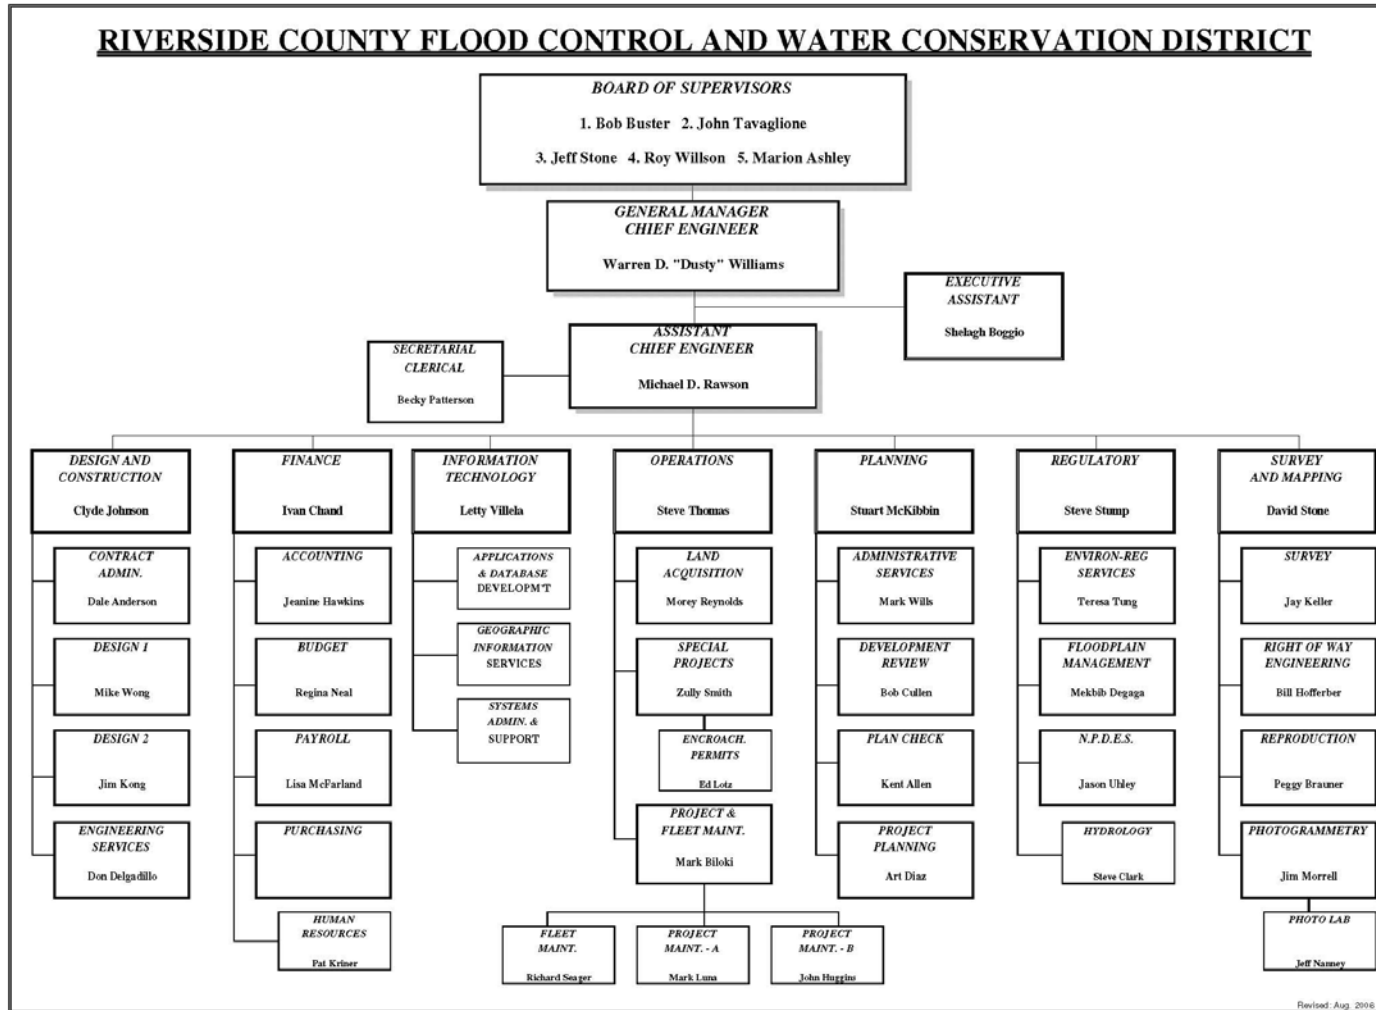 RIVERSIDE COUNTY FLOOD CONTROL AND WATER CONSERVATION DISTRICT
BOARD OF SUPERVISORS
1. Bob Buster 2. John Tavaglione
3. Jeff Stone 4. Roy Willson 5. Marion Ashley
GENERAL MANAGER
CHIEF ENGINEER
Warren D. "Dusty" Williams
EXECUTIVE
ASSISTANT
Shelagh Boggio
ASSISTANT
CHIEF ENGINEER
Michael D. Rawson
SECRETARIAL
CLERICAL
Becky Patterson
DESIGN AND
CONSTRUCTION
Clyde Johnson
CONTRACT
ADMIN.
Dale Anderson
DESIGN 1
Mike Wong
DESIGN 2
Jim Kong
ENGINEERING
SERVICES
Don Delgadillo
FINANCE
Ivan Chand
ACCOUNTING
Jeanine Hawkins
BUDGET
Regina Neal
PAYROLL
Lisa McFarland
PURCHASING
HUMAN
RESOURCES
Pat Kriner
INFORMATION
TECHNOLOGY
Letty Villela
APPLICATIONS
& DATABASE
DEVELOPM'T
GEOGRAPHIC
INFORMATION
SERVICES
SYSTEMS
ADMIN. &
SUPPORT
OPERATIONS
Steve Thomas
LAND
ACQUISITION
Morey Reynolds
SPECIAL
PROJECTS
Zully Smith
ENCROACH.
PERMITS
Ed Lotz
PROJECT &
FLEET MAINT.
Mark Biloki
FLEET
MAINT.
Richard Seager
PROJECT
MAINT. - A
Mark Luna
PROJECT
MAINT. - B
John Huggins
PLANNING
Stuart McKibbin
ADMINISTRATIVE
SERVICES
Mark Wills
DEVELOPMENT
REVIEW
Bob Cullen
PLAN CHECK
Kent Allen
PROJECT
PLANNING
Art Diaz
REGULATORY
Steve Stump
ENVIRON-REG
SERVICES
Teresa Tung
FLOODPLAIN
MANAGEMENT
Mekbib Degaga
N.P.D.E.S.
Jason Uhley
HYDROLOGY
Steve Clark
SURVEY
AND MAPPING
David Stone
SURVEY
Jay Keller
RIGHT OF WAY
ENGINEERING
Bill Hofferber
REPRODUCTION
Peggy Brauner
PHOTOGRAMMETRY
Jim Morrell
PHOTO LAB
Jeff Nanney
Revised: Aug. 2006